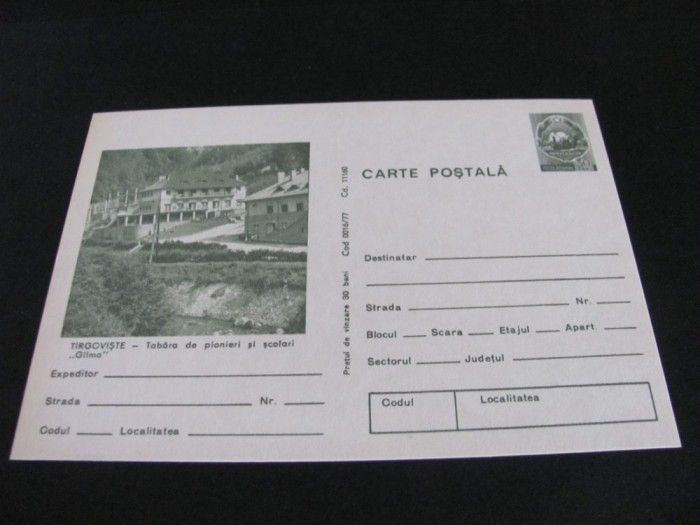 TIRGOVIȘTE — Tabăra de pionieri și școlari
„Gilma"
Expeditor
Strada Nr.
Codul Localitatea
Prețul de vînzare 30 bani Cod 0016/77 Cd. 11160
CARTE POȘTALĂ
Destinatar
Strada Nr.
Blocul Scara Etajul Apart.
Sectorul Județul
Codul Localitatea